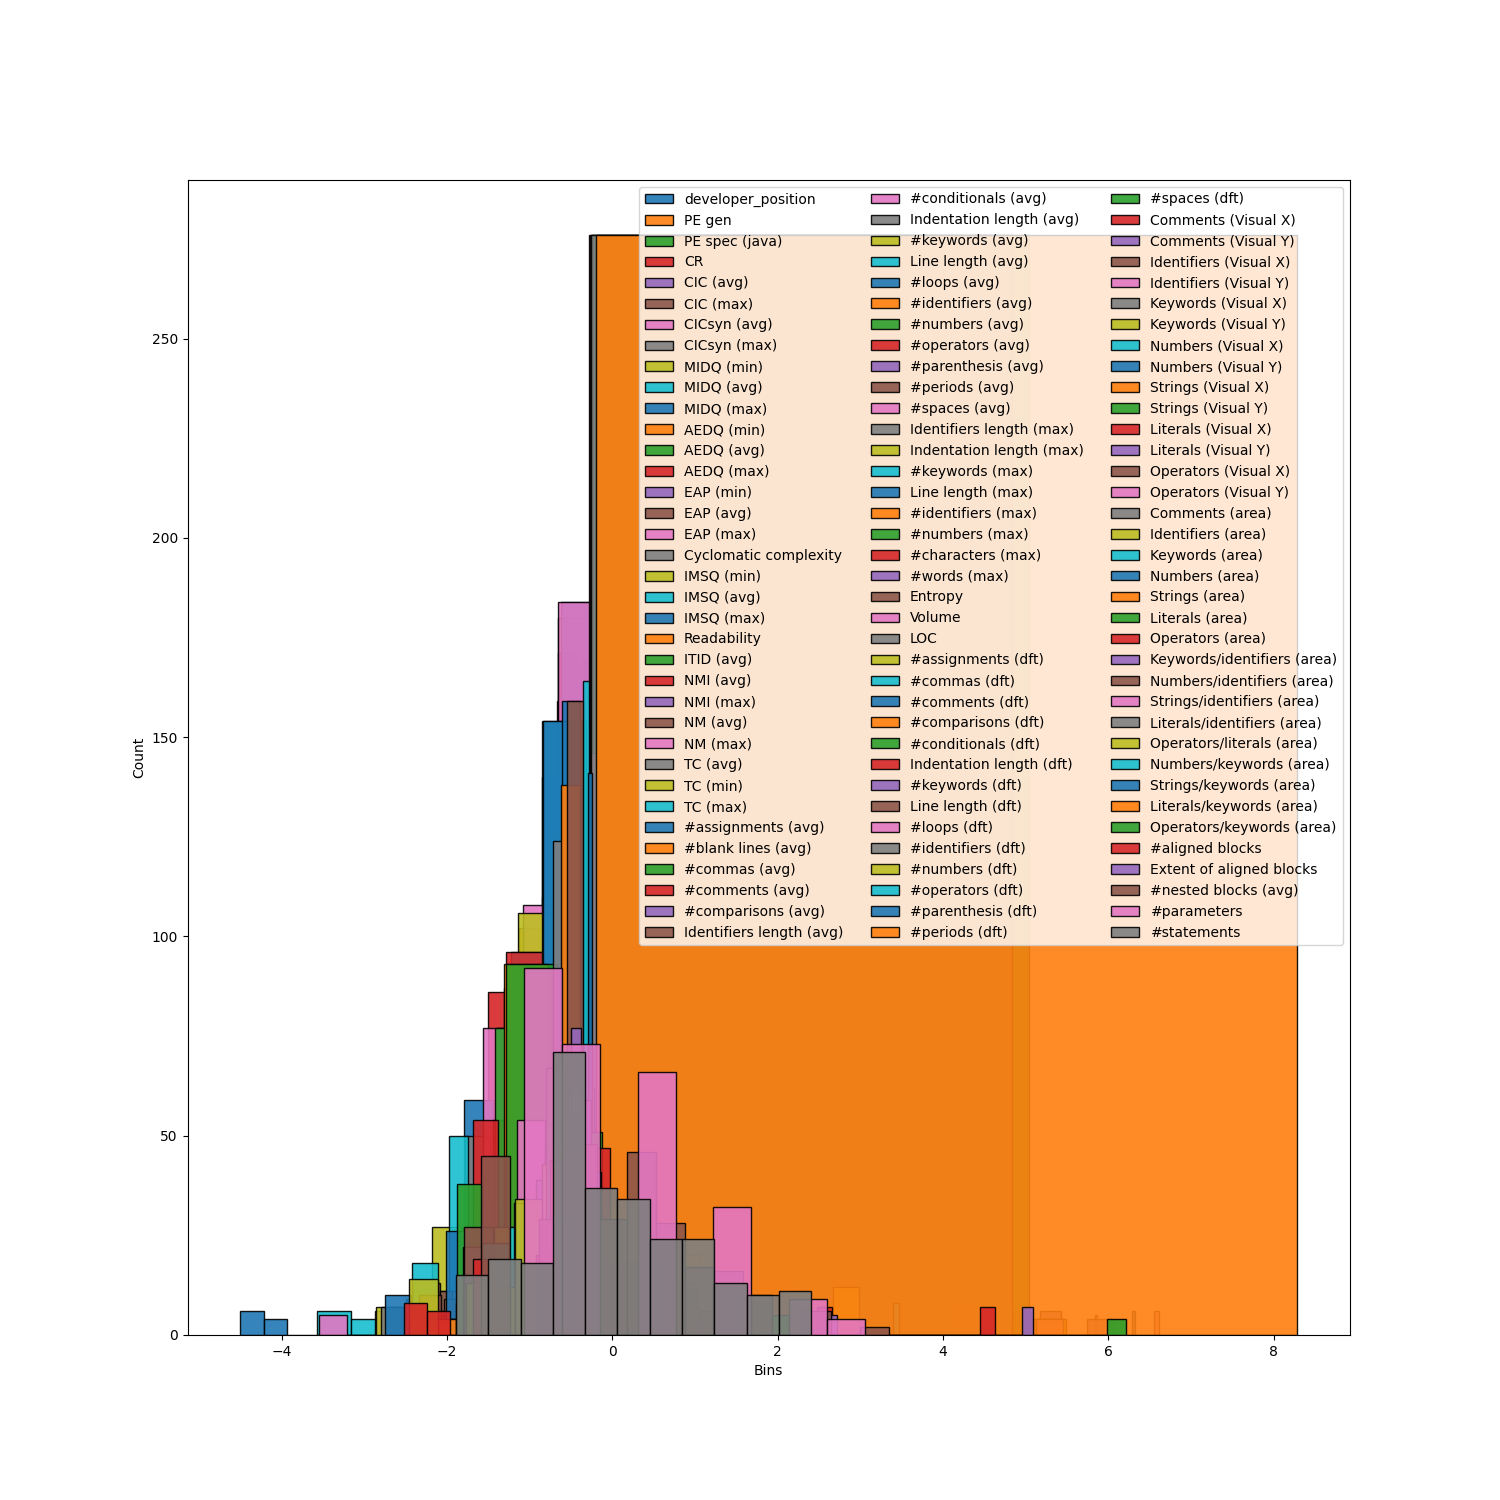 developer_position
PE gen
PE spec (java)
CR
CIC (avg)
CIC (max)
CICsyn (avg)
CICsyn (max)
MIDQ (min)
MIDQ (avg)
MIDQ (max)
AEDQ (min)
AEDQ (avg)
AEDQ (max)
EAP (min)
EAP (avg)
EAP (max)
Cyclomatic complexity
IMSQ (min)
IMSQ (avg)
IMSQ (max)
Readability
ITID (avg)
NMI (avg)
NMI (max)
NM (avg)
NM (max)
TC (avg)
TC (min)
TC (max)
#assignments (avg)
#blank lines (avg)
#commas (avg)
#comments (avg)
#comparisons (avg)
Identifiers length (avg)
#conditionals (avg)
Indentation length (avg)
#keywords (avg)
Line length (avg)
#loops (avg)
#identifiers (avg)
#numbers (avg)
#operators (avg)
#parenthesis (avg)
#periods (avg)
#spaces (avg)
Identifiers length (max)
Indentation length (max)
#keywords (max)
Line length (max)
#identifiers (max)
#numbers (max)
#characters (max)
#words (max)
Entropy
Volume
LOC
#assignments (dft)
#commas (dft)
#comments (dft)
#comparisons (dft)
#conditionals (dft)
Indentation length (dft)
#keywords (dft)
Line length (dft)
#loops (dft)
#identifiers (dft)
#numbers (dft)
#operators (dft)
#parenthesis (dft)
#periods (dft)
#spaces (dft)
Comments (Visual X)
Comments (Visual Y)
Identifiers (Visual X)
Identifiers (Visual Y)
Keywords (Visual X)
Keywords (Visual Y)
Numbers (Visual X)
Numbers (Visual Y)
Strings (Visual X)
Strings (Visual Y)
Literals (Visual X)
Literals (Visual Y)
Operators (Visual X)
Operators (Visual Y)
Comments (area)
Identifiers (area)
Keywords (area)
Numbers (area)
Strings (area)
Literals (area)
Operators (area)
Keywords/identifiers (area)
Numbers/identifiers (area)
Strings/identifiers (area)
Literals/identifiers (area)
Operators/literals (area)
Numbers/keywords (area)
Strings/keywords (area)
Literals/keywords (area)
Operators/keywords (area)
#aligned blocks
Extent of aligned blocks
#nested blocks (avg)
#parameters
#statements
250
200
150
100
50
0
Count
−4 −2 0 2 4 6 8
Bins